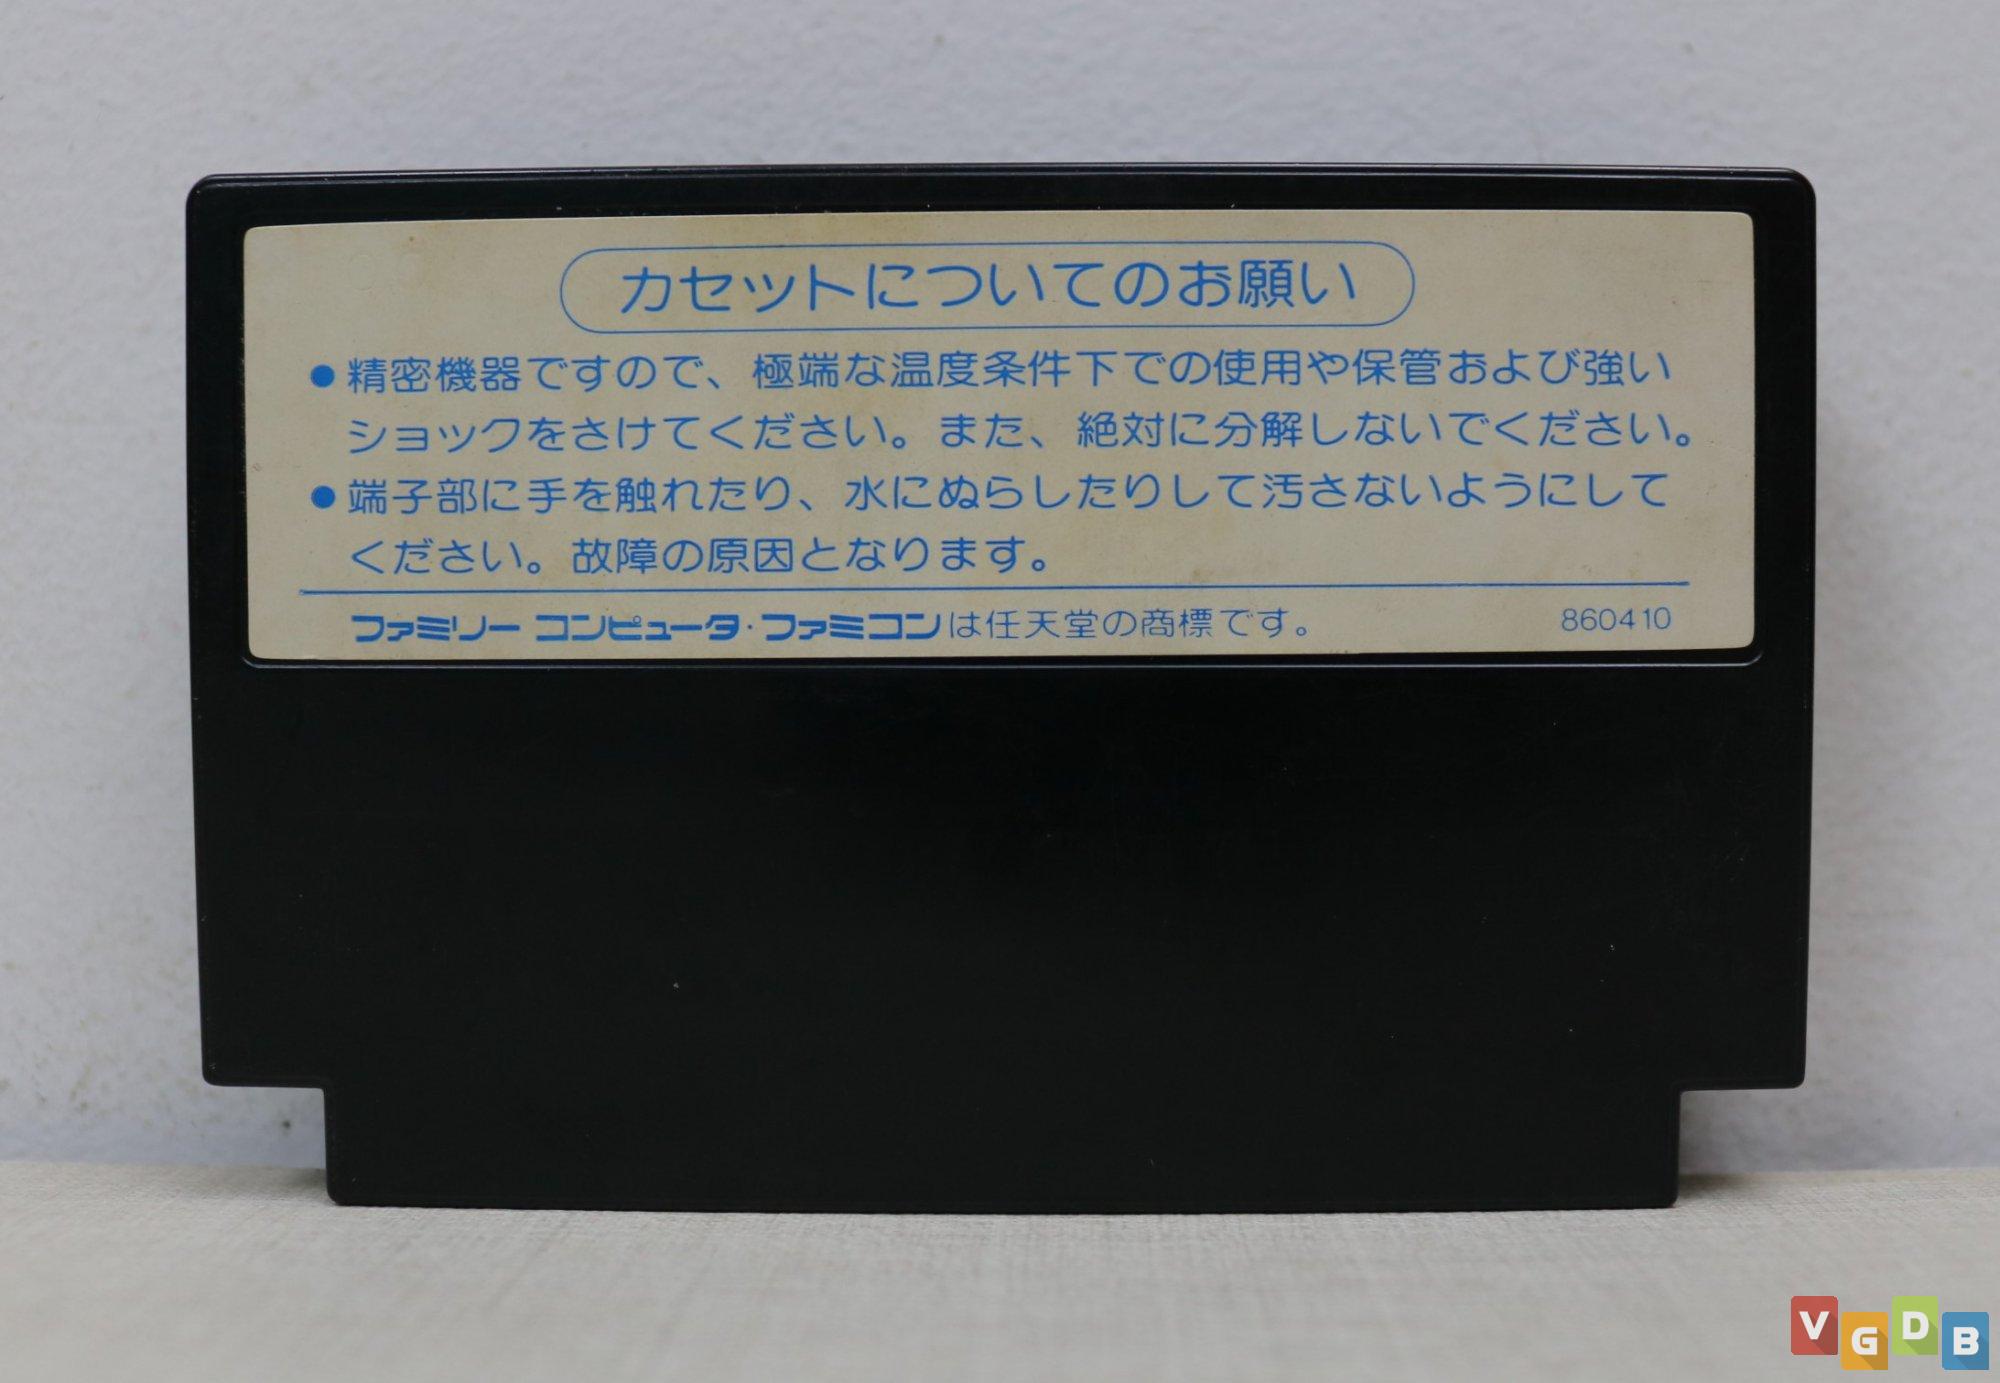 カセットについてのお願い
●精密機器ですので、極端な温度条件下での使用や保管および強い
ショックをさけてください。また、絶対に分解しないでください。
●端子部に手を触れたり、水にぬらしたりして汚さないようにして
ください。故障の原因となります。
ファミリー コンピュータ・ファミコンは任天堂の商標です。 860410
VGDB